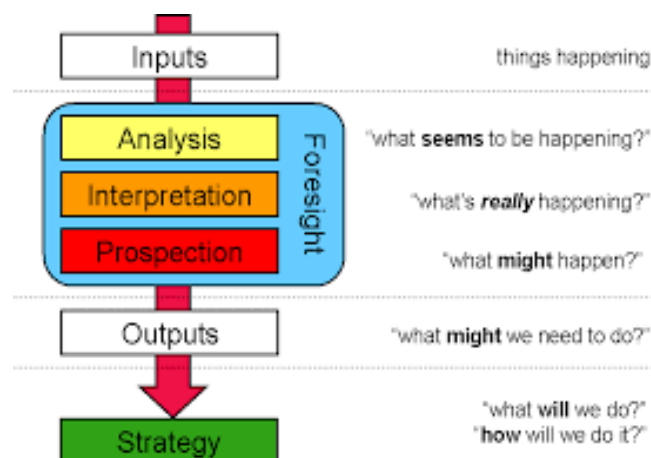 Inputs
things happening
Foresight
Analysis
"what seems to be happening?"
Interpretation
"what's really happening?"
Prospection
"what might happen?"
Outputs
"what might we need to do?"
Strategy
"what will we do?"
"how will we do it?"